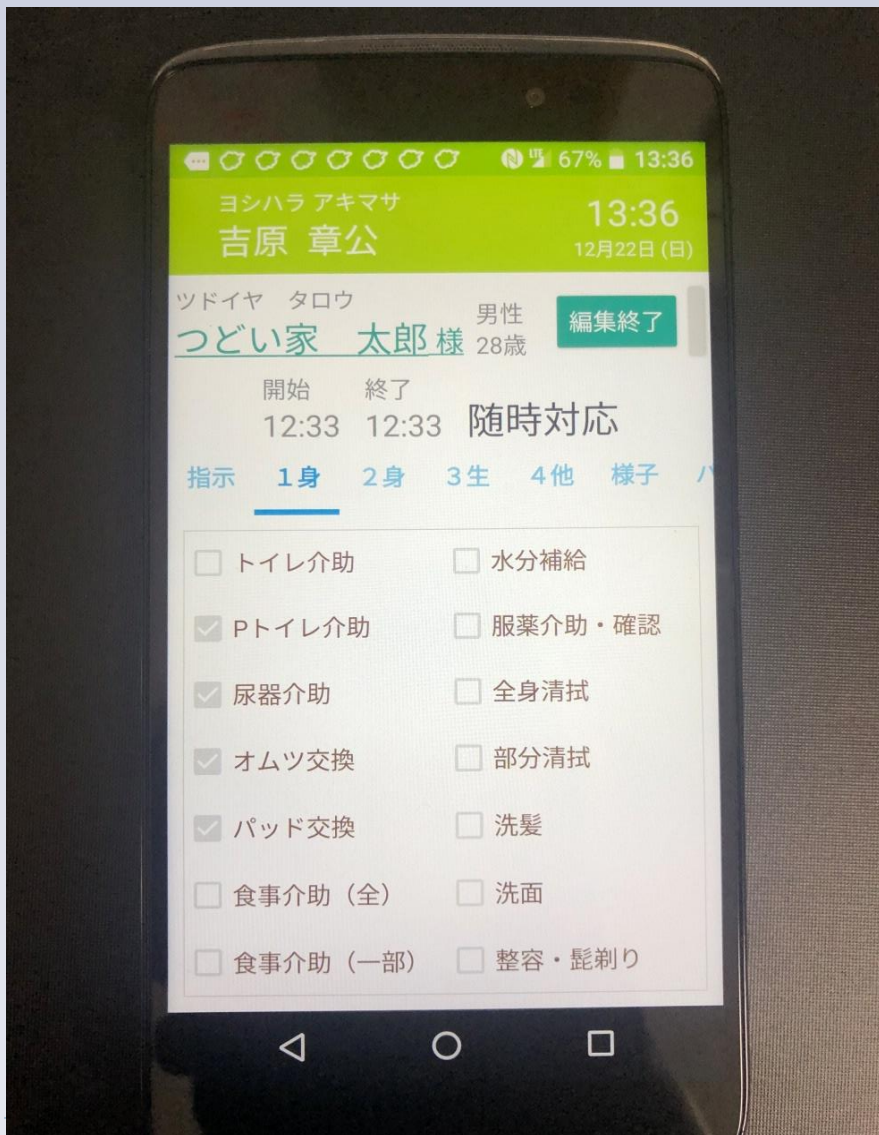 LTE 67% 13:36
ヨシハラ アキマサ
吉原 章公
13:36
12月22日 (日)
ツドイヤ タロウ
つどい家 太郎 様
男性
28歳
編集終了
開始 終了
12:33 12:33 随時対応
指示 1身 2身 3生 4他 様子 バ
トイレ介助 水分補給
Pトイレ介助 服薬介助・確認
尿器介助 全身清拭
オムツ交換 部分清拭
パッド交換 洗髪
食事介助(全) 洗面
食事介助(一部) 整容・髭剃り